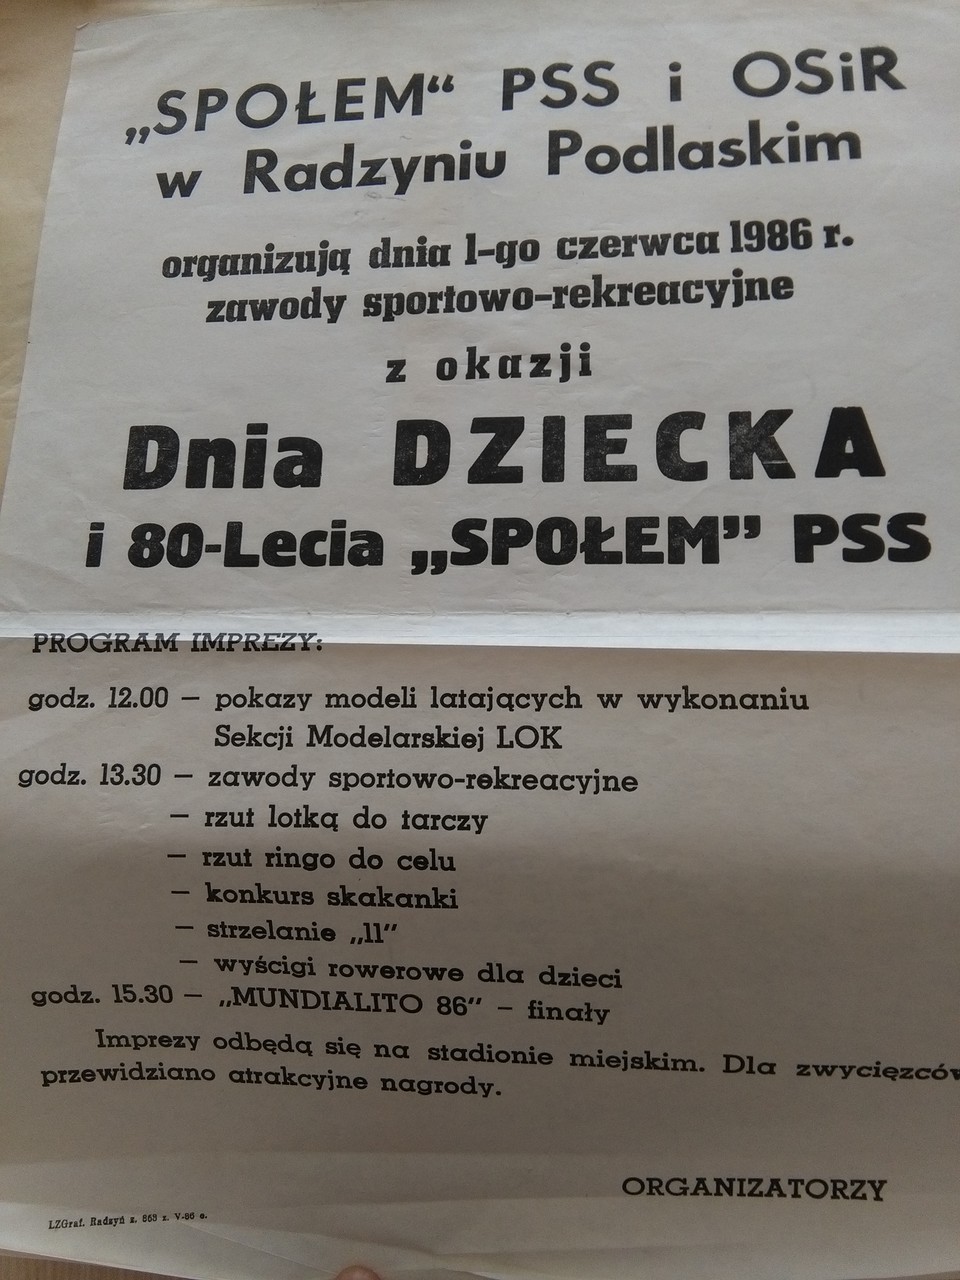 „SPOŁEM“ PSS i OSiR
w Radzyniu Podlaskim
organizują dnia 1-go czerwca 1986 r.
zawody sportowo-rekreacyjne
z okazji
Dnia DZIECKA
i 80-Lecia „SPOŁEM” PSS
PROGRAM IMPREZY:
godz. 12.00 — pokazy modeli latających w wykonaniu
Sekcji Modelarskiej LOK
godz. 13.30 — zawody sportowo-rekreacyjne
— rzut lotką do tarczy
— rzut ringo do celu
— konkurs skakanki
— strzelanie „11”
— wyścigi rowerowe dla dzieci
godz. 15.30 — „MUNDIALITO 86” – finały
Imprezy odbędą się na stadionie miejskim. Dla zwycięzców
przewidziano atrakcyjne nagrody.
ORGANIZATORZY
LZGraf. Radzyń z. 863 z. V-86 o.